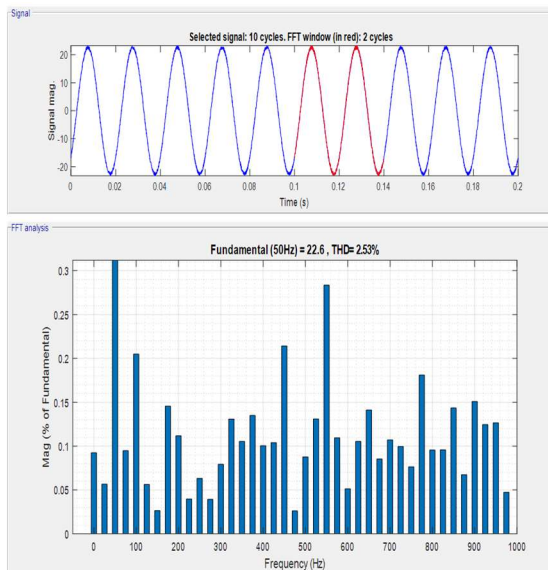 Signal
Selected signal: 10 cycles. FFT window (in red): 2 cycles
Signal mag.
20
10
0
-10
-20
0 0.02 0.04 0.06 0.08 0.1 0.12 0.14 0.16 0.18 0.2
Time (s)
FFT analysis
Fundamental (50Hz) = 22.6 , THD= 2.53%
Mag (% of Fundamental)
0.3
0.25
0.2
0.15
0.1
0.05
0
0 100 200 300 400 500 600 700 800 900 1000
Frequency (Hz)